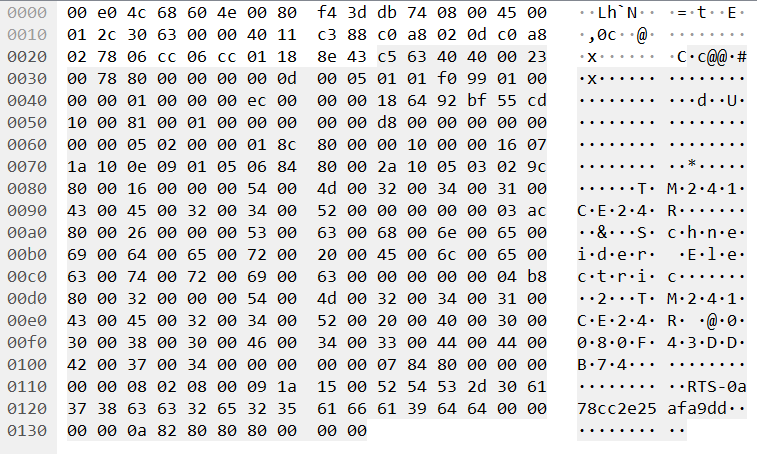 0000 00 e0 4c 68 60 4e 00 80 f4 3d db 74 08 00 45 00 ··Lh`N·· ·=·t··E·
0010 01 2c 30 63 00 00 40 11 c3 88 c0 a8 02 0d c0 a8 ·,0c··@· ········
0020 02 78 06 cc 06 cc 01 18 8e 43 c5 63 40 40 00 23 ·x······ ·C·c@@·#
0030 00 78 80 00 00 00 00 0d 00 05 01 01 f0 99 01 00 ·x······ ········
0040 00 00 01 00 00 00 ec 00 00 00 18 64 92 bf 55 cd ········ ···d··U·
0050 10 00 81 00 01 00 00 00 00 00 d8 00 00 00 00 00 ········ ········
0060 00 00 05 02 00 00 01 8c 80 00 00 10 00 00 16 07 ········ ········
0070 1a 10 0e 09 01 05 06 84 80 00 2a 10 05 03 02 9c ········ ··*·····
0080 80 00 16 00 00 00 54 00 4d 00 32 00 34 00 31 00 ······T· M·2·4·1·
0090 43 00 45 00 32 00 34 00 52 00 00 00 00 00 03 ac C·E·2·4· R·······
00a0 80 00 26 00 00 00 53 00 63 00 68 00 6e 00 65 00 ··&···S· c·h·n·e·
00b0 69 00 64 00 65 00 72 00 20 00 45 00 6c 00 65 00 i·d·e·r· ·E·l·e·
00c0 63 00 74 00 72 00 69 00 63 00 00 00 00 00 04 b8 c·t·r·i· c·······
00d0 80 00 32 00 00 00 54 00 4d 00 32 00 34 00 31 00 ··2···T· M·2·4·1·
00e0 43 00 45 00 32 00 34 00 52 00 20 00 40 00 30 00 C·E·2·4· R· ·@·0·
00f0 30 00 38 00 30 00 46 00 34 00 33 00 44 00 44 00 0·8·0·F· 4·3·D·D·
0100 42 00 37 00 34 00 00 00 00 00 07 84 80 00 00 00 B·7·4··· ········
0110 00 00 08 02 08 00 09 1a 15 00 52 54 53 2d 30 61 ········ ··RTS-0a
0120 37 38 63 63 32 65 32 35 61 66 61 39 64 64 00 00 78cc2e25 afa9dd··
0130 00 00 0a 82 80 80 80 00 00 00 ········ ··